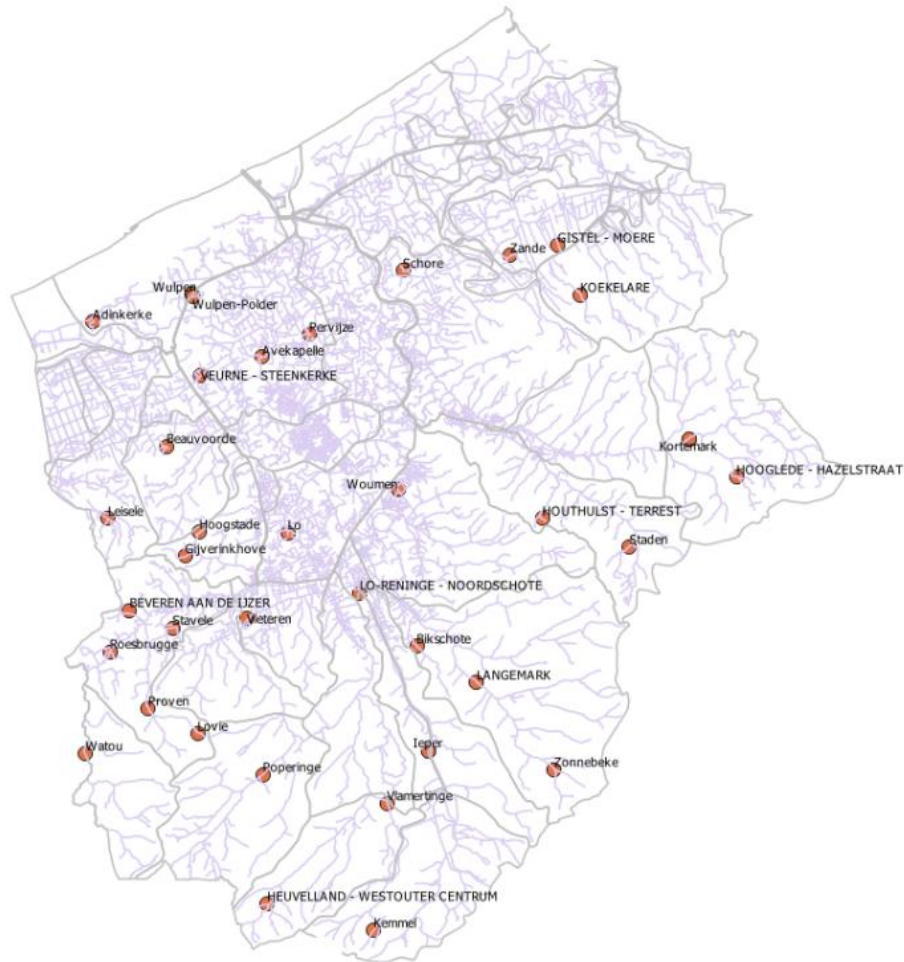 GISTEL - MOERE
Zande
Schore
KOEKELARE
Wulpen
Wulpen-Polder
Adinkerke
Pervijze
Avekapelle
VEURNE - STEENKERKE
Beauvoorde
Kortemark
HOOGLEDE - HAZELSTRAAT
Woumen
Leisele
HOUTHULST - TERREST
Hoogstade
Lo
Staden
Gijverinkhove
LO-RENINGE - NOORDSCHOTE
BEVEREN AAN DE IJZER
Stavele
Vleteren
Roesbrugge
Bikschote
LANGEMARK
Proven
Lovie
Watou
Ieper
Poperinge
Zonnebeke
Vlamertinge
HEUVELLAND - WESTOUTER CENTRUM
Kemmel